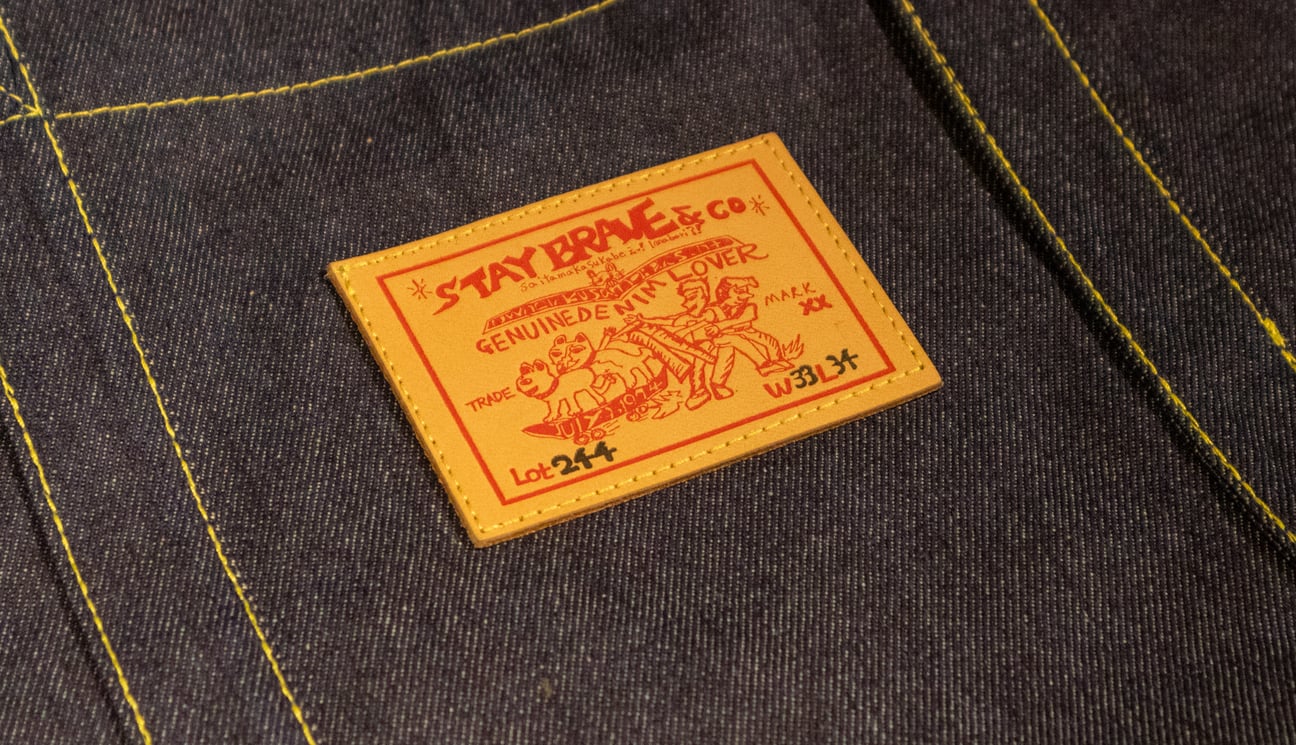 STAY BRAVE & CO
GENUINE DENIM LOVER
TRADE MARK
XX
Lot 244
W33 L34